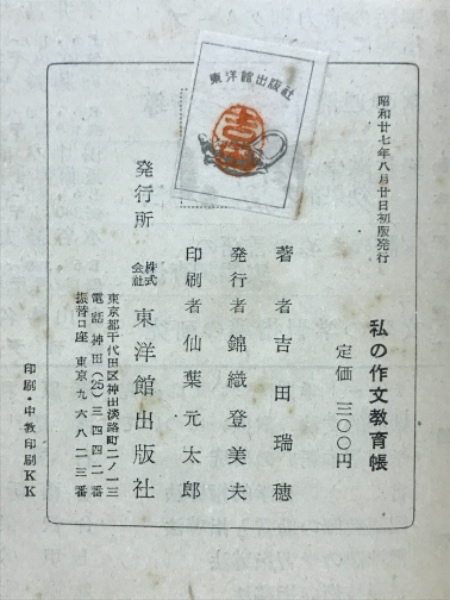 昭和廿七年八月廿日初版発行
私の作文教育帳
定価 三〇〇円
著者 吉田瑞穂
発行者 錦織登美夫
印刷者 仙葉元太郎
発行所 株式会社 東洋館出版社
東京都千代田区神田淡路町二ノ一三
電話 神田(25)三四四二番
振替口座 東京九六八二三番
印刷・中教印刷KK
東洋館出版社
吉田